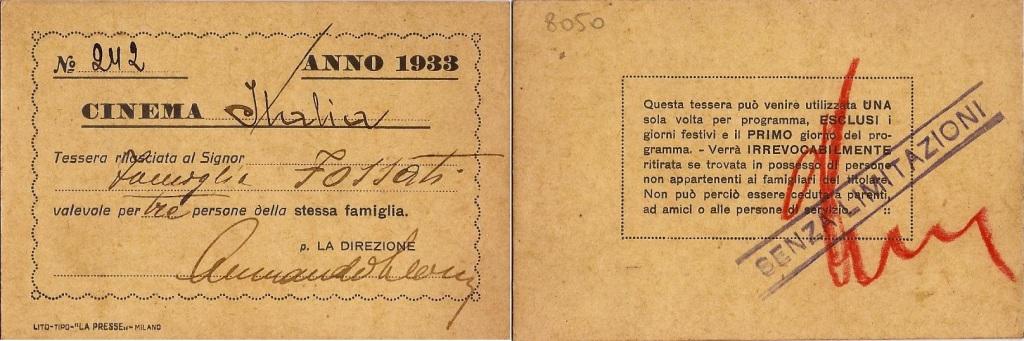 Nº 242 ANNO 1933
CINEMA Italia
Tessera rilasciata al Signor
Famiglia Fossati
valevole per tre persone della stessa famiglia.
p. LA DIREZIONE
Armando
LITO-TIPO-"LA PRESSE„-MILANO
8050
Questa tessera può venire utilizzata UNA
sola volta per programma, ESCLUSI i
giorni festivi e il PRIMO giorno del pro-
gramma. - Verrà IRREVOCABILMENTE
ritirata se trovata in possesso di persone
non appartenenti ai famigliari del titolare.
Non può perciò essere ceduta a parenti,
ad amici o alle persone di servizio. ::
SENZA LIMITAZIONI